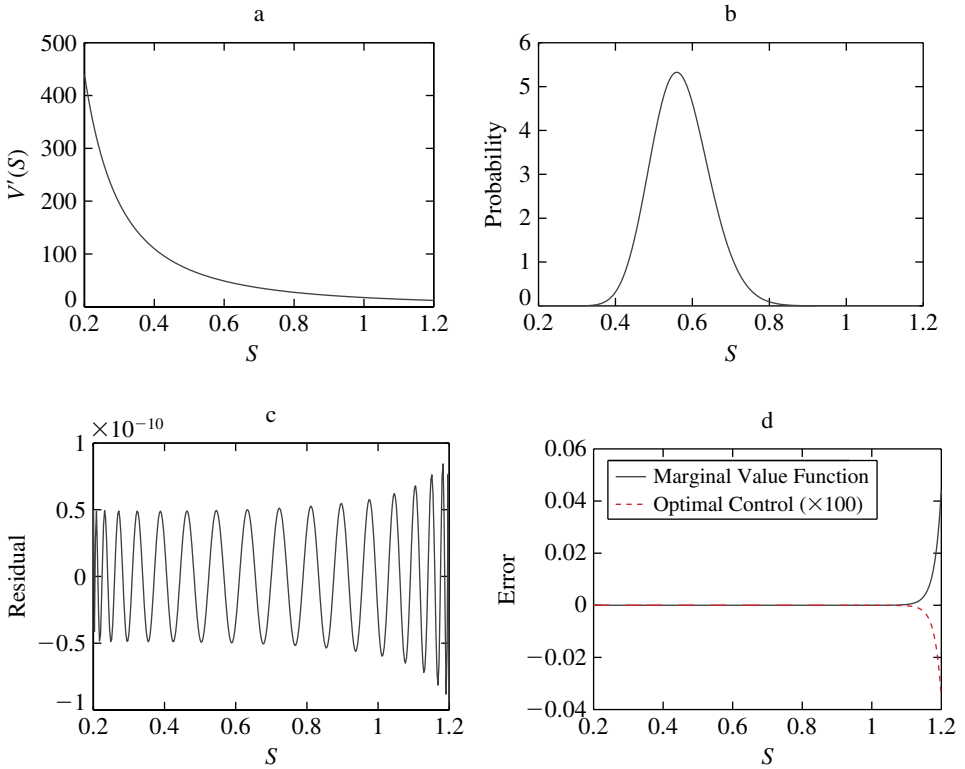 a
500
400
300
200
100
0
V′(S)
0.2 0.4 0.6 0.8 1 1.2
S
b
6
5
4
3
2
1
0
Probability
0.2 0.4 0.6 0.8 1 1.2
S
c
1 ×10−10
0.5
0
−0.5
−1
Residual
0.2 0.4 0.6 0.8 1 1.2
S
d
0.06
0.04
0.02
0
−0.02
−0.04
Error
Marginal Value Function
Optimal Control (×100)
0.2 0.4 0.6 0.8 1 1.2
S